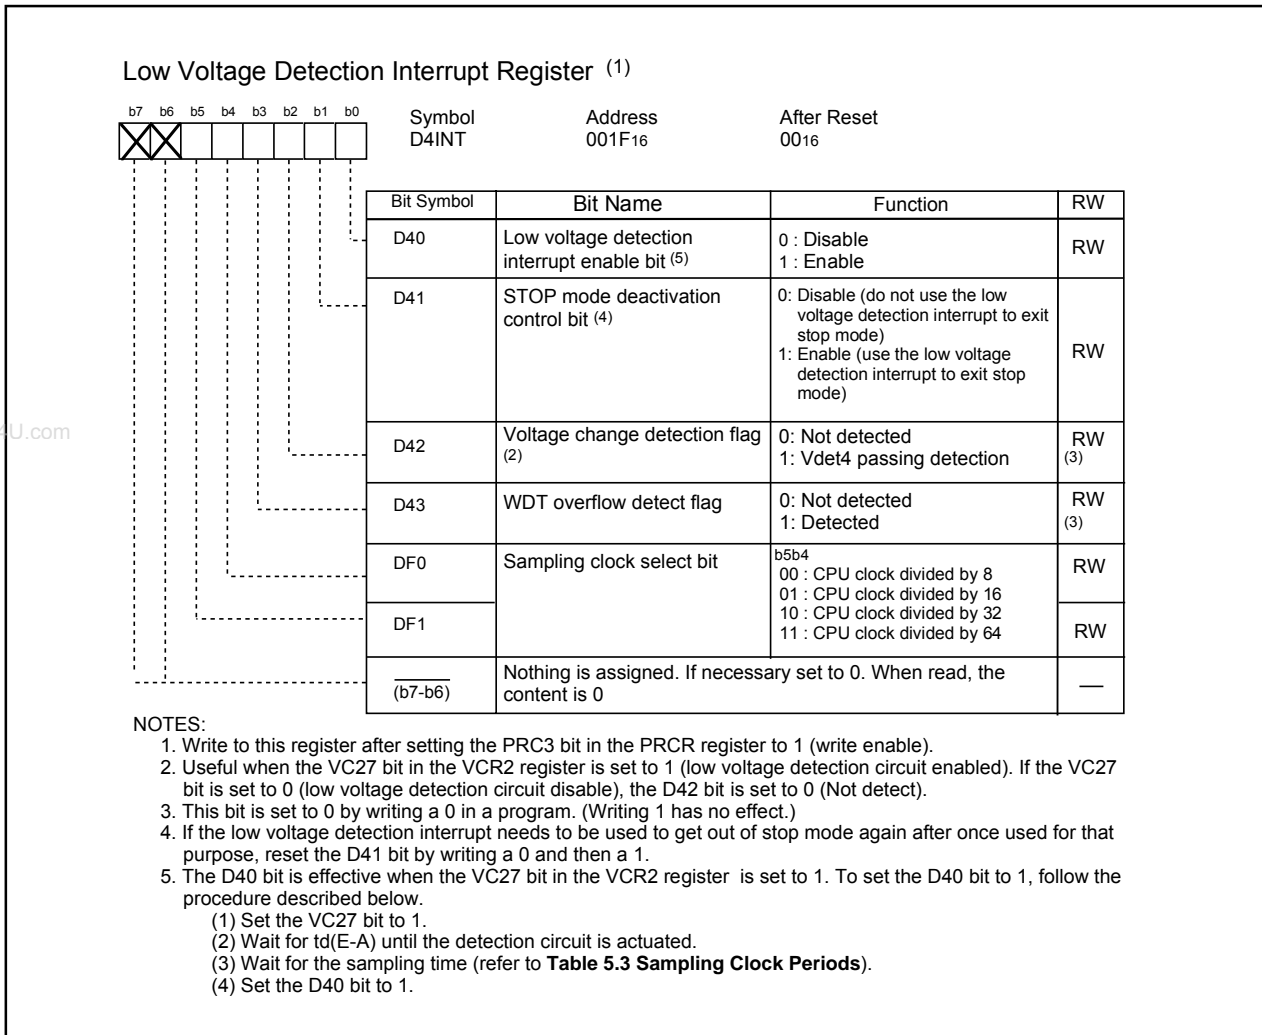 Low Voltage Detection Interrupt Register (1)
b7 b6 b5 b4 b3 b2 b1 b0
Symbol Address After Reset
D4INT 001F16 0016
Bit Symbol Bit Name Function RW
D40 Low voltage detection interrupt enable bit (5) 0 : Disable
1 : Enable RW
D41 STOP mode deactivation
control bit (4)
0: Disable (do not use the low
voltage detection interrupt to exit
stop mode)
1: Enable (use the low voltage
detection interrupt to exit stop
mode)
RW
D42 Voltage change detection flag
(2)
0: Not detected
1: Vdet4 passing detection
RW
(3)
4U.com
D43 WDT overflow detect flag
0: Not detected
1: Detected
RW
(3)
DF0 Sampling clock select bit
b5b4
00 : CPU clock divided by 8
01 : CPU clock divided by 16
10 : CPU clock divided by 32
11 : CPU clock divided by 64
RW
DF1
RW
(b7-b6)
Nothing is assigned. If necessary set to 0. When read, the
content is 0
—
NOTES:
1. Write to this register after setting the PRC3 bit in the PRCR register to 1 (write enable).
2. Useful when the VC27 bit in the VCR2 register is set to 1 (low voltage detection circuit enabled). If the VC27
bit is set to 0 (low voltage detection circuit disable), the D42 bit is set to 0 (Not detect).
3. This bit is set to 0 by writing a 0 in a program. (Writing 1 has no effect.)
4. If the low voltage detection interrupt needs to be used to get out of stop mode again after once used for that
purpose, reset the D41 bit by writing a 0 and then a 1.
5. The D40 bit is effective when the VC27 bit in the VCR2 register is set to 1. To set the D40 bit to 1, follow the
procedure described below.
(1) Set the VC27 bit to 1.
(2) Wait for td(E-A) until the detection circuit is actuated.
(3) Wait for the sampling time (refer to Table 5.3 Sampling Clock Periods).
(4) Set the D40 bit to 1.